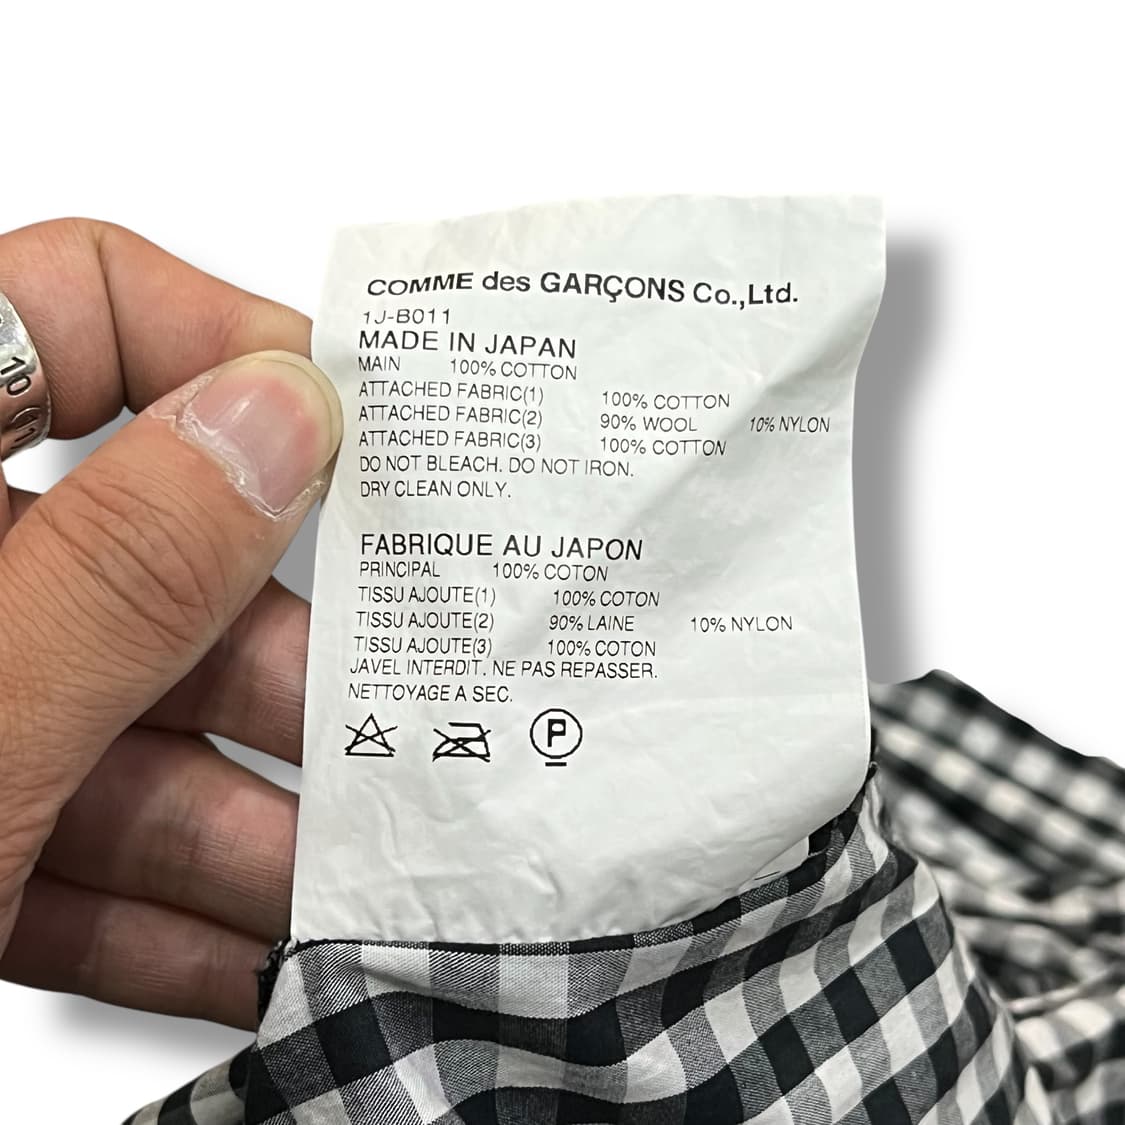 COMME des GARÇONS Co.,Ltd.
1J-B011
MADE IN JAPAN
MAIN 100% COTTON
ATTACHED FABRIC(1) 100% COTTON
ATTACHED FABRIC(2) 90% WOOL 10% NYLON
ATTACHED FABRIC(3) 100% COTTON
DO NOT BLEACH. DO NOT IRON.
DRY CLEAN ONLY.
FABRIQUE AU JAPON
PRINCIPAL 100% COTON
TISSU AJOUTE(1) 100% COTON
TISSU AJOUTE(2) 90% LAINE 10% NYLON
TISSU AJOUTE(3) 100% COTON
JAVEL INTERDIT. NE PAS REPASSER.
NETTOYAGE A SEC.
P
10